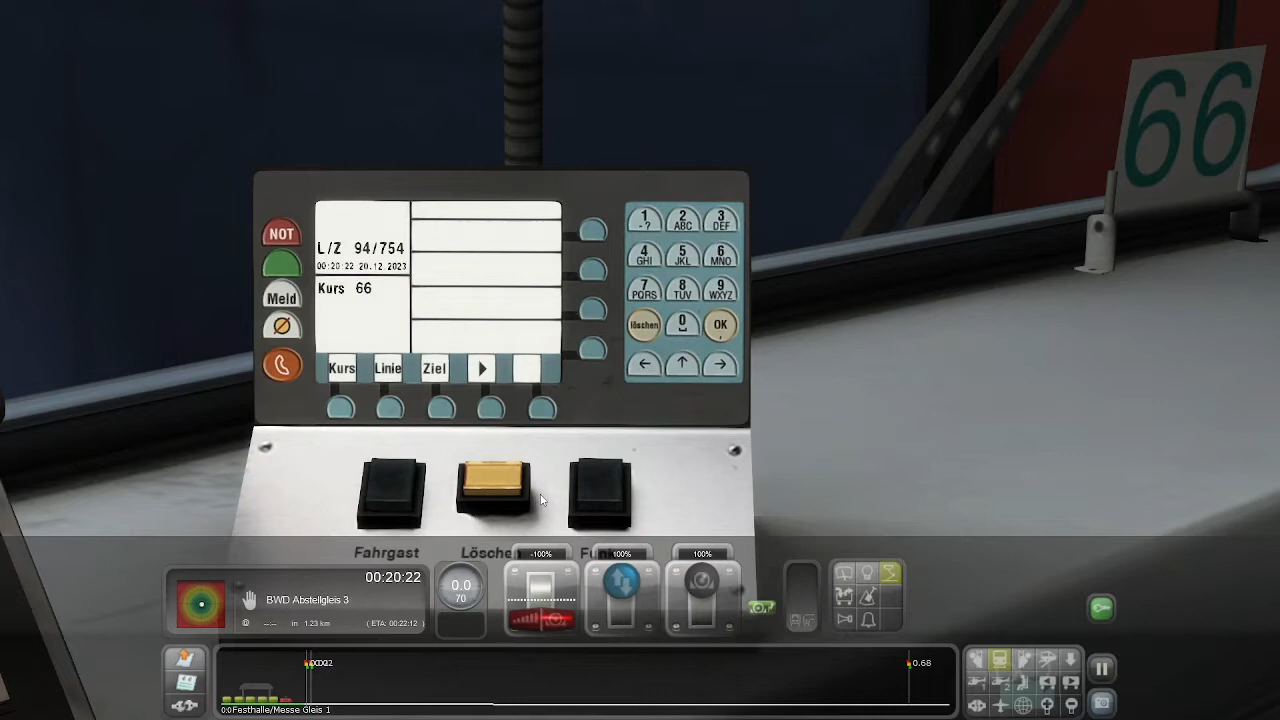 66
NOT
Meld
L/Z 94/754
00:20:22 20.12.2023
Kurs 66
Kurs Linie Ziel
1 -? 2 ABC 3 DEF
4 GHI 5 JKL 6 MNO
7 PQRS 8 TUV 9 WXYZ
löschen 0 OK
Fahrgast Löschen
-100% 100% 100%
00:20:22
BWD Abstellgleis 3
--:-- in 1.23 km ( ETA: 00:22:12 )
0.0
70
0.68
0:0Festhalle/Messe Gleis 1